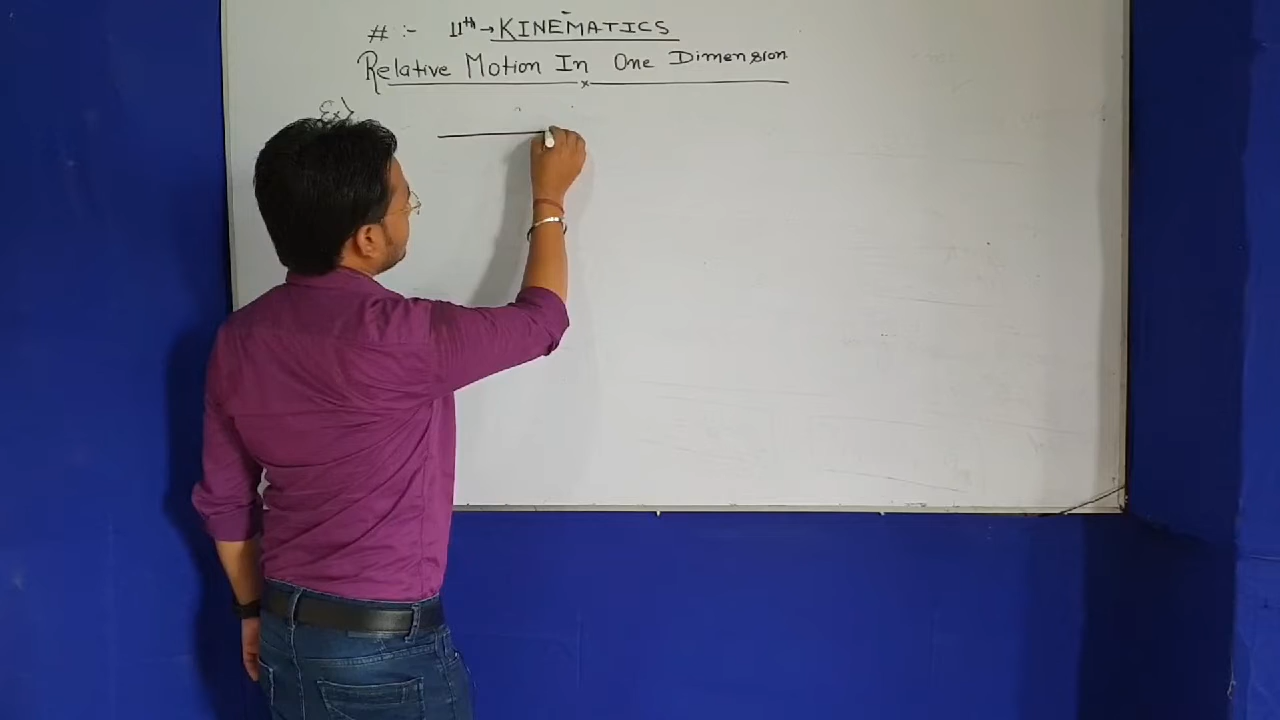 # :- 11th → KINEMATICS
Relative Motion In One Dimension
Ex)